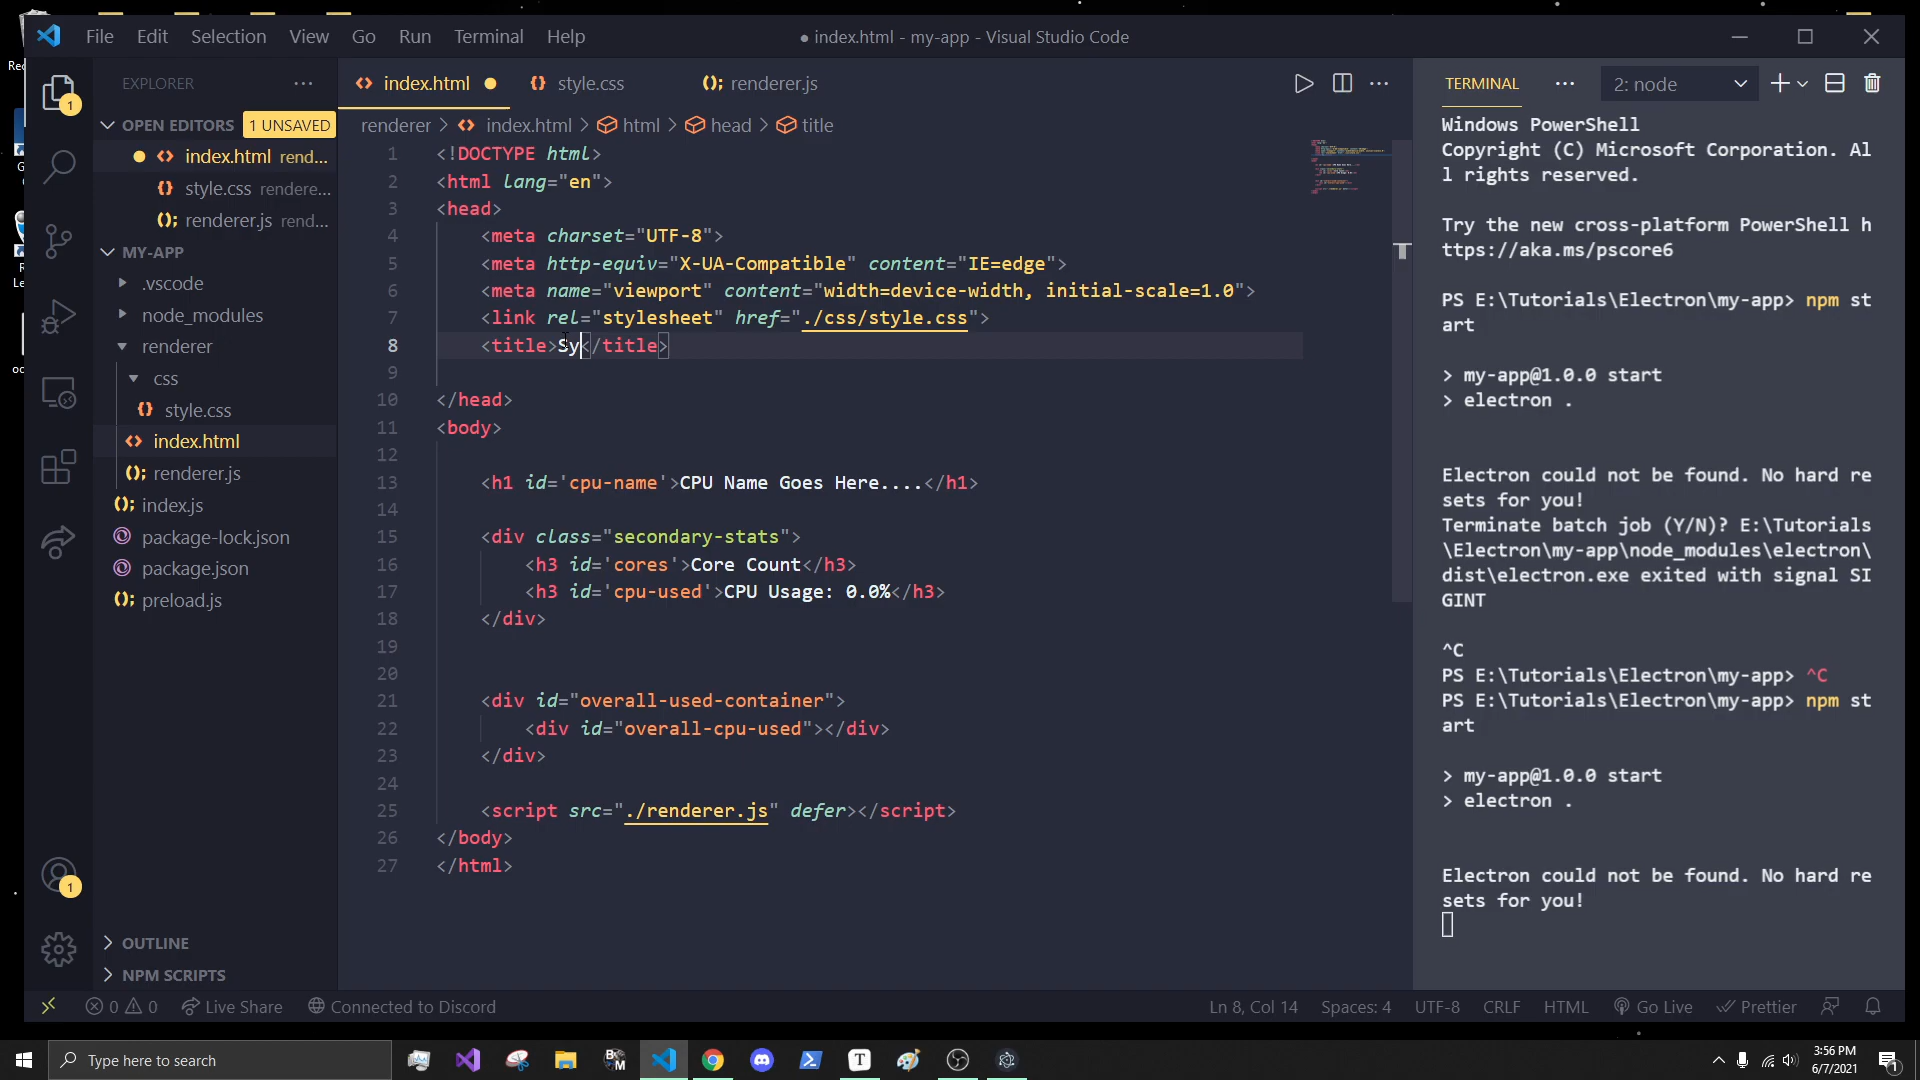 File Edit Selection View Go Run Terminal Help
● index.html - my-app - Visual Studio Code
EXPLORER
OPEN EDITORS 1 UNSAVED
index.html rend...
style.css rendere...
renderer.js rend...
MY-APP
.vscode
node_modules
renderer
css
style.css
index.html
renderer.js
index.js
package-lock.json
package.json
preload.js
OUTLINE
NPM SCRIPTS
index.html style.css renderer.js
renderer > index.html > html > head > title
1 <!DOCTYPE html>
2 <html lang="en">
3 <head>
4 <meta charset="UTF-8">
5 <meta http-equiv="X-UA-Compatible" content="IE=edge">
6 <meta name="viewport" content="width=device-width, initial-scale=1.0">
7 <link rel="stylesheet" href="./css/style.css">
8 <title>Sy</title>
9
10 </head>
11 <body>
12
13 <h1 id='cpu-name'>CPU Name Goes Here....</h1>
14
15 <div class="secondary-stats">
16 <h3 id='cores'>Core Count</h3>
17 <h3 id='cpu-used'>CPU Usage: 0.0%</h3>
18 </div>
19
20
21 <div id="overall-used-container">
22 <div id="overall-cpu-used"></div>
23 </div>
24
25 <script src="./renderer.js" defer></script>
26 </body>
27 </html>
TERMINAL 2: node
Windows PowerShell
Copyright (C) Microsoft Corporation. Al
l rights reserved.
Try the new cross-platform PowerShell h
ttps://aka.ms/pscore6
PS E:\Tutorials\Electron\my-app> npm st
art
> my-app@1.0.0 start
> electron .
Electron could not be found. No hard re
sets for you!
Terminate batch job (Y/N)? E:\Tutorials
\Electron\my-app\node_modules\electron\
dist\electron.exe exited with signal SI
GINT
^C
PS E:\Tutorials\Electron\my-app> ^C
PS E:\Tutorials\Electron\my-app> npm st
art
> my-app@1.0.0 start
> electron .
Electron could not be found. No hard re
sets for you!
0 0 Live Share Connected to Discord
Ln 8, Col 14 Spaces: 4 UTF-8 CRLF HTML Go Live Prettier
Type here to search
3:56 PM
6/7/2021